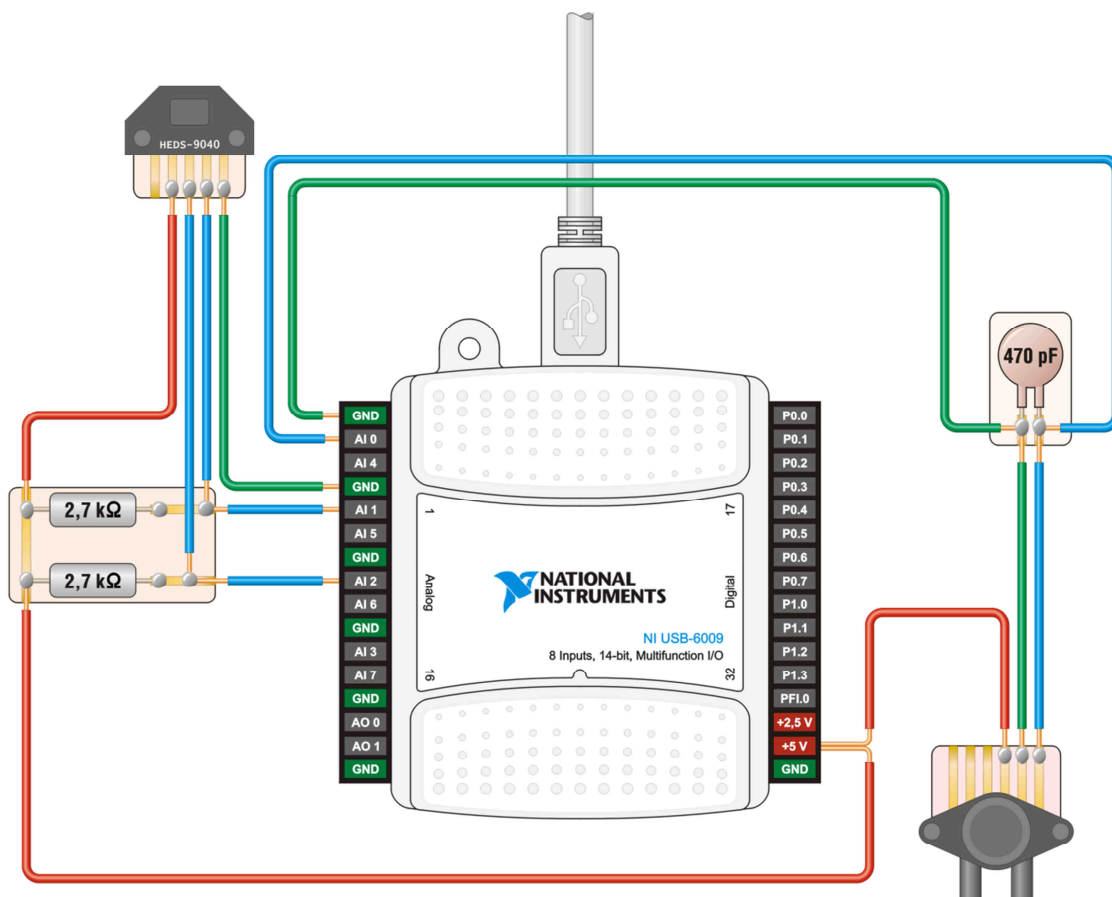 HEDS-9040
470 pF
2,7 kΩ
2,7 kΩ
GND
AI 0
AI 4
GND
AI 1
AI 5
GND
AI 2
AI 6
GND
AI 3
AI 7
GND
AO 0
AO 1
GND
1
Analog
16
17
Digital
32
NATIONAL
INSTRUMENTS
NI USB-6009
8 Inputs, 14-bit, Multifunction I/O
P0.0
P0.1
P0.2
P0.3
P0.4
P0.5
P0.6
P0.7
P1.0
P1.1
P1.2
P1.3
PFI.0
+2,5 V
+5 V
GND